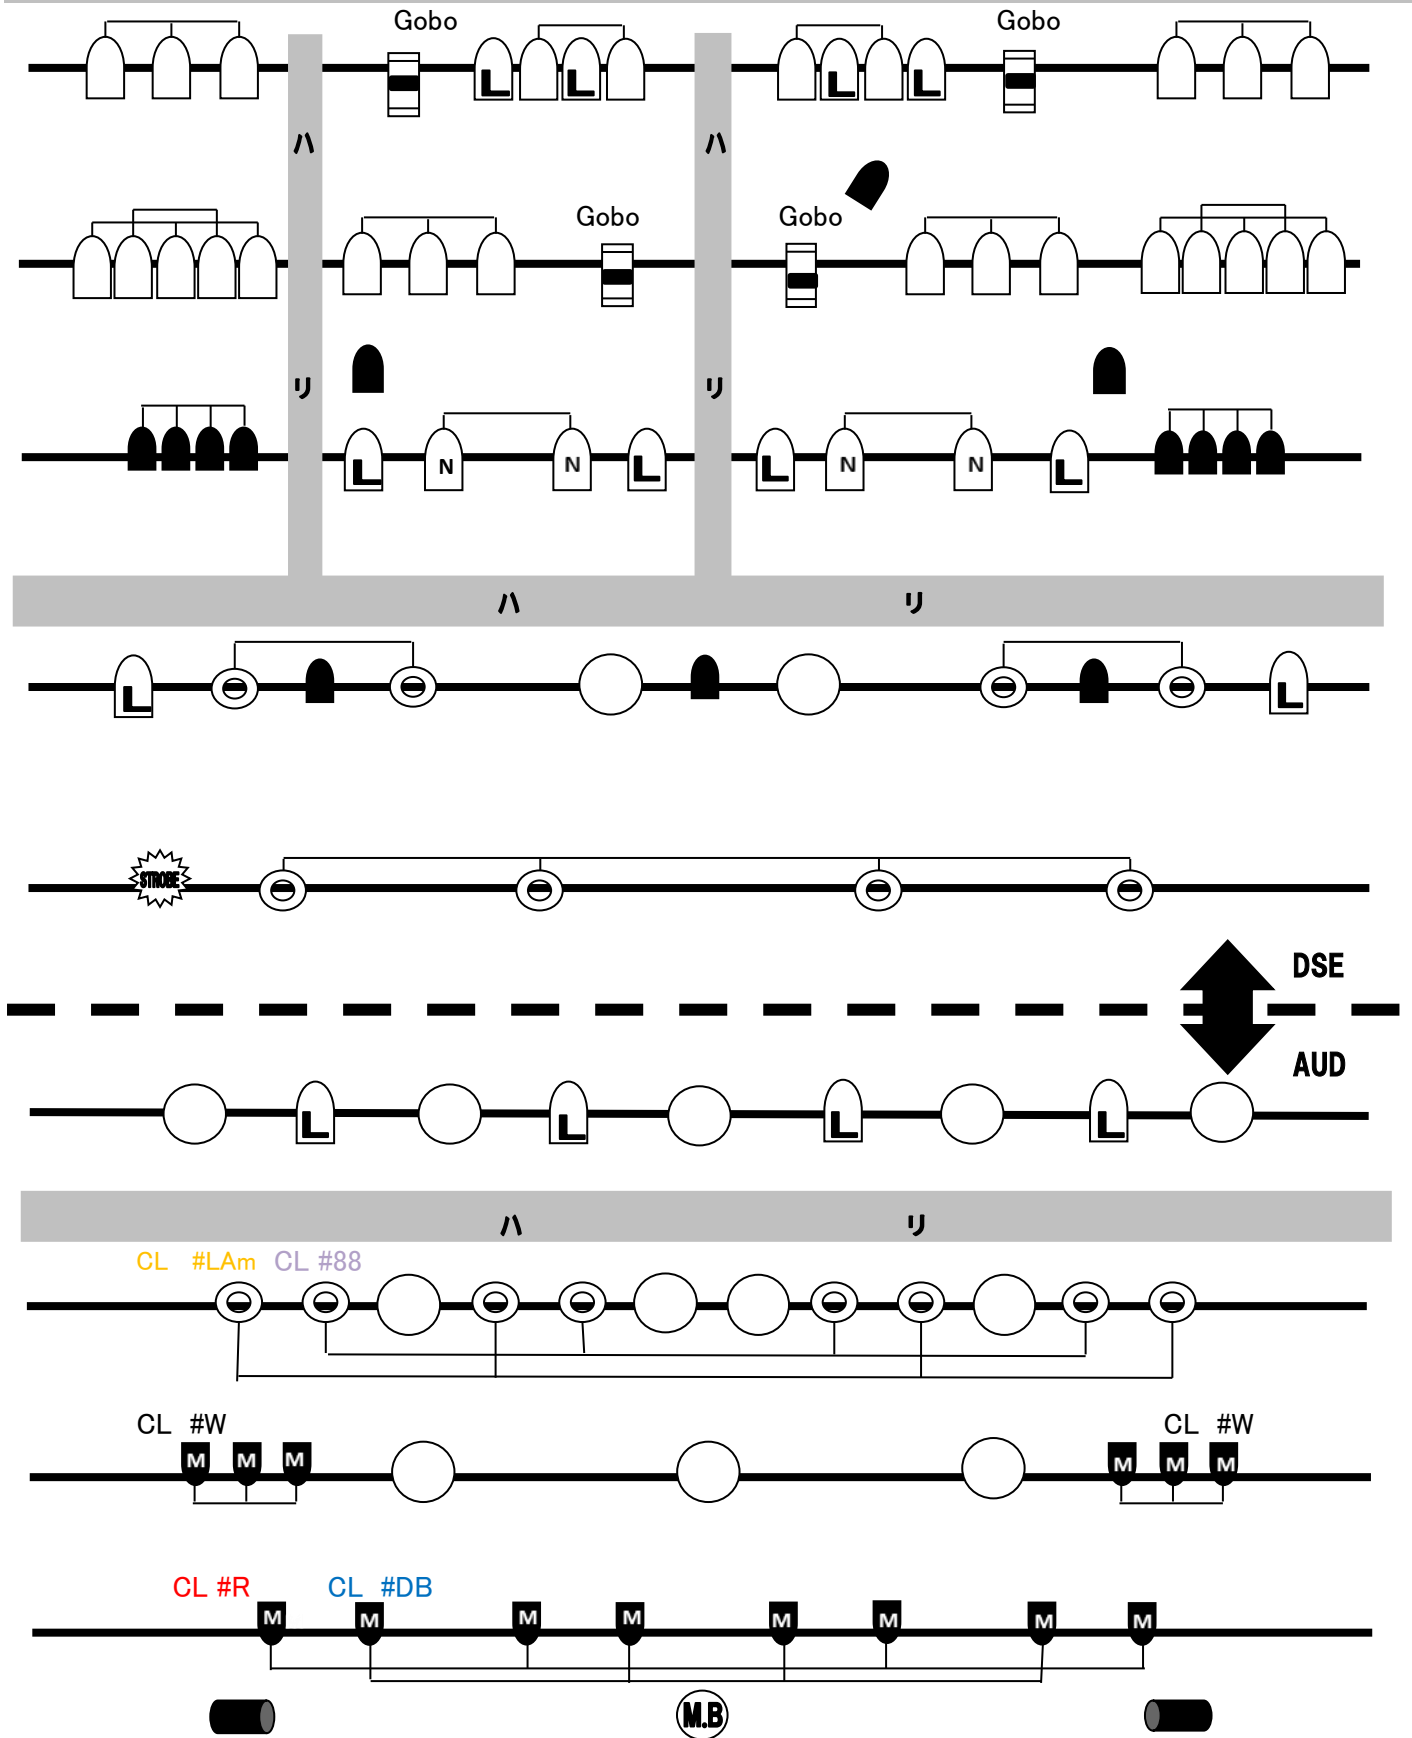 Gobo Gobo
L L L L
ハ ハ
Gobo Gobo
リ リ
L N N L L N N L
ハ リ
L L
STROBE
DSE
AUD
L L L L
ハ リ
CL #LAm CL #88
CL #W CL #W
M M M M M M
CL #R CL #DB
M M M M M M M M
M.B